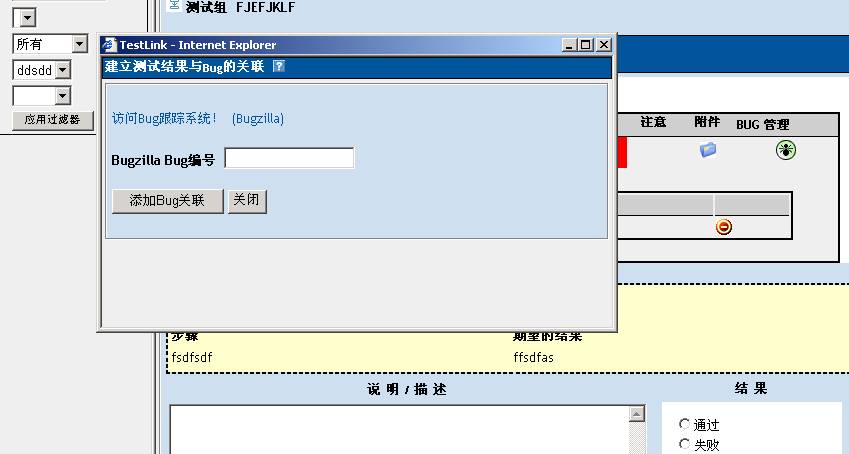 测试组 FJEFJKLF
所有
ddsdd
应用过滤器
TestLink - Internet Explorer
建立测试结果与Bug的关联 ?
访问Bug跟踪系统! (Bugzilla)
Bugzilla Bug编号
添加Bug关联 关闭
注意 附件 BUG 管理
步骤 期望的结果
fsdfsdf ffsdfas
说 明 / 描 述 结 果
通过
失败